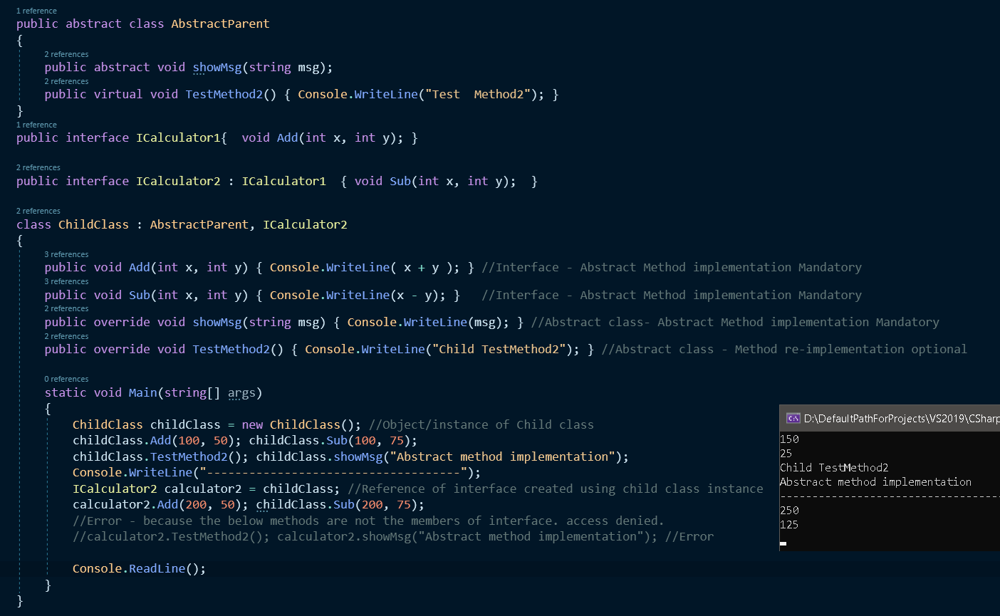 1 reference
public abstract class AbstractParent
{
2 references
public abstract void showMsg(string msg);
2 references
public virtual void TestMethod2() { Console.WriteLine("Test  Method2"); }
}
1 reference
public interface ICalculator1{  void Add(int x, int y); }
2 references
public interface ICalculator2 : ICalculator1  { void Sub(int x, int y);  }
2 references
class ChildClass : AbstractParent, ICalculator2
{
3 references
public void Add(int x, int y) { Console.WriteLine( x + y ); } //Interface - Abstract Method implementation Mandatory
3 references
public void Sub(int x, int y) { Console.WriteLine(x - y); }   //Interface - Abstract Method implementation Mandatory
2 references
public override void showMsg(string msg) { Console.WriteLine(msg); } //Abstract class- Abstract Method implementation Mandatory
2 references
public override void TestMethod2() { Console.WriteLine("Child TestMethod2"); } //Abstract class - Method re-implementation optional
0 references
static void Main(string[] args)
{
ChildClass childClass = new ChildClass(); //Object/instance of Child class
childClass.Add(100, 50); childClass.Sub(100, 75);
childClass.TestMethod2(); childClass.showMsg("Abstract method implementation");
Console.WriteLine("------------------------------------");
ICalculator2 calculator2 = childClass; //Reference of interface created using child class instance
calculator2.Add(200, 50); childClass.Sub(200, 75);
//Error - because the below methods are not the members of interface. access denied.
//calculator2.TestMethod2(); calculator2.showMsg("Abstract method implementation"); //Error
Console.ReadLine();
}
}
D:\DefaultPathForProjects\VS2019\CSharp
150
25
Child TestMethod2
Abstract method implementation
------------------------------------
250
125